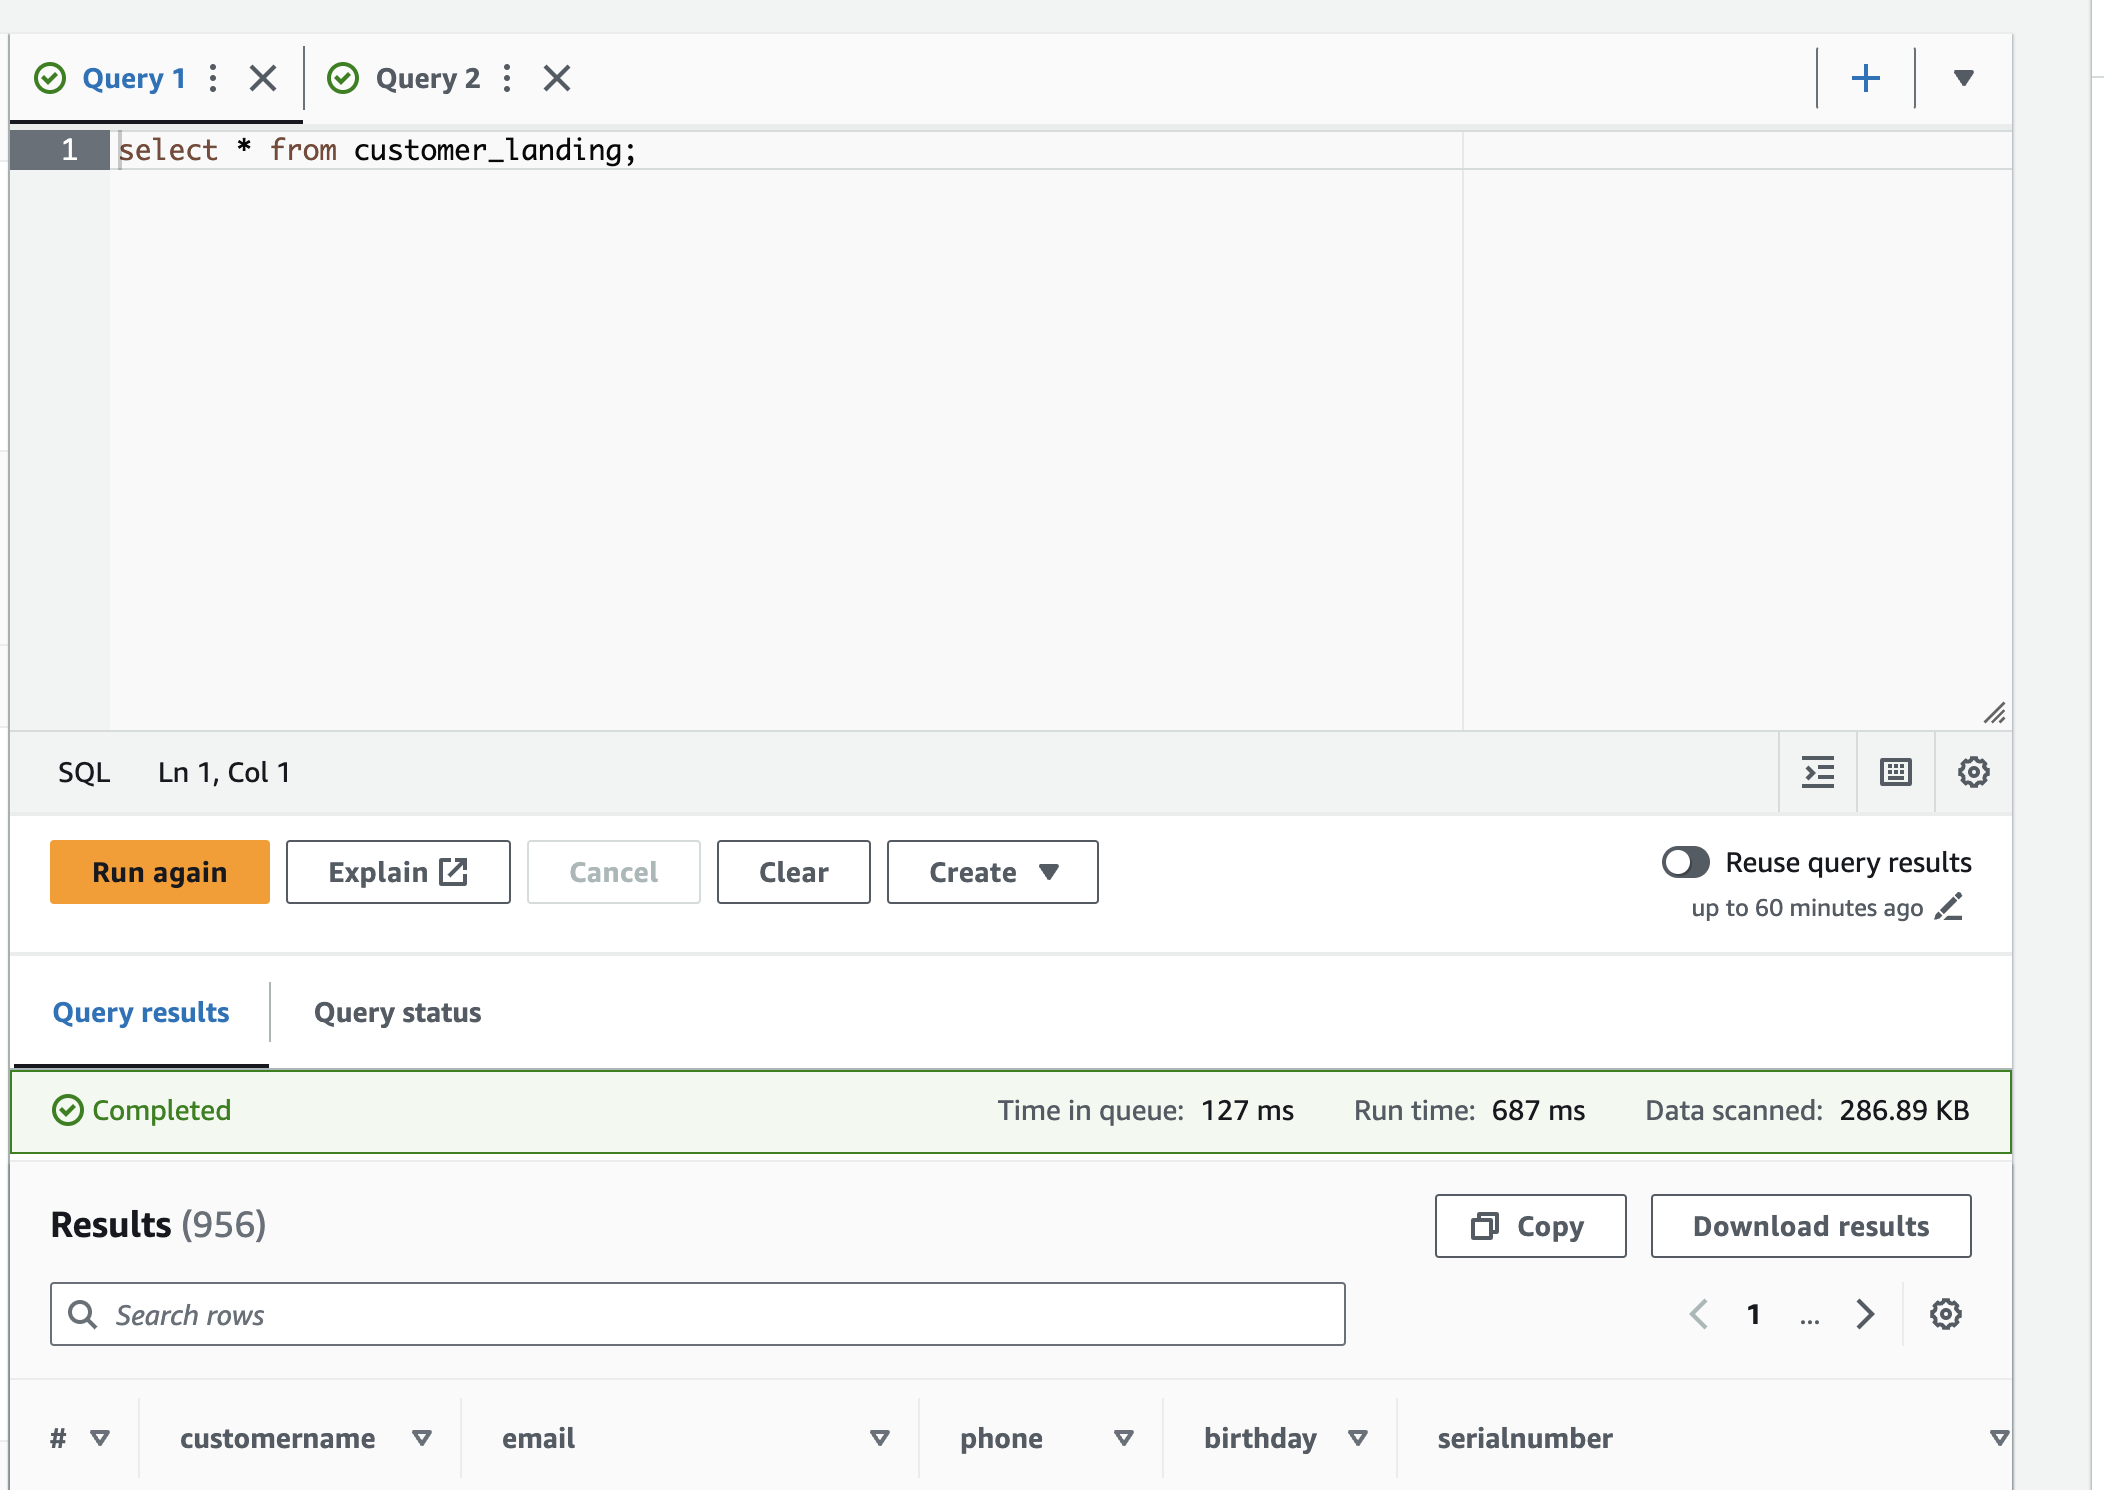 Query 1 Query 2
1 select * from customer_landing;
SQL Ln 1, Col 1
Run again Explain Cancel Clear Create Reuse query results
up to 60 minutes ago
Query results Query status
Completed Time in queue: 127 ms Run time: 687 ms Data scanned: 286.89 KB
Results (956) Copy Download results
Search rows 1 ...
# customername email phone birthday serialnumber